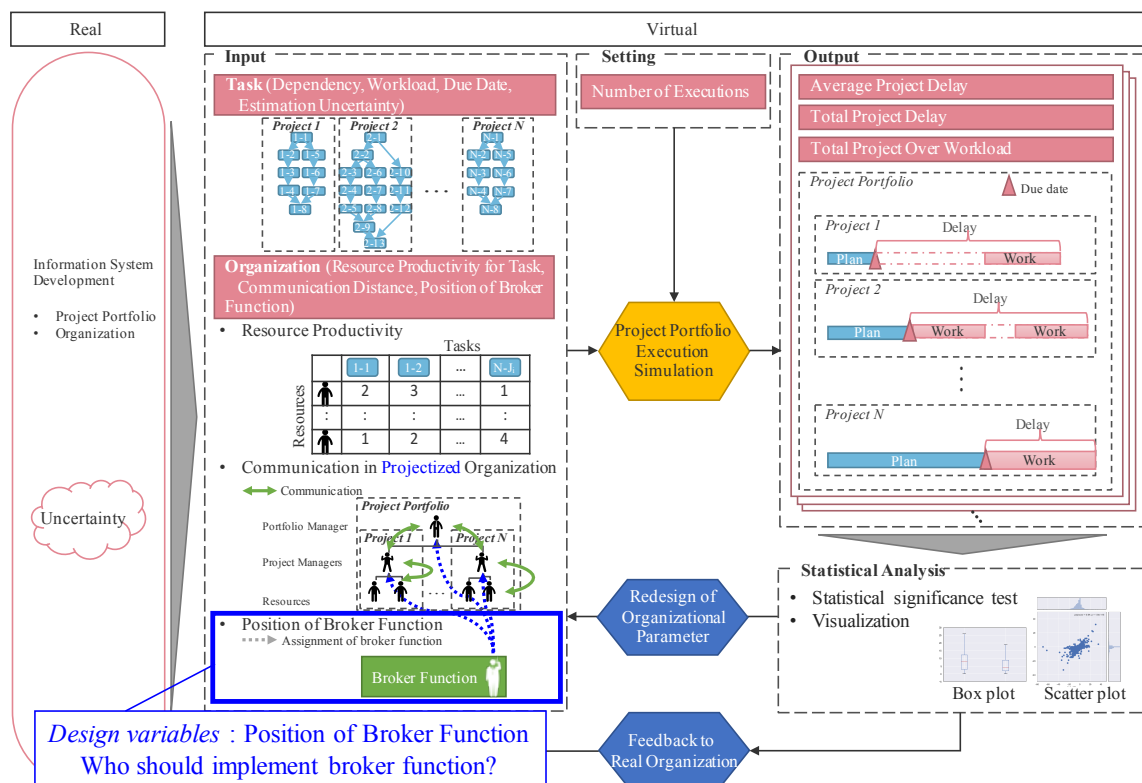 Real
Virtual
Information System
Development
• Project Portfolio
• Organization
Uncertainty
Input
Task (Dependency, Workload, Due Date,
Estimation Uncertainty)
Project 1
1-1
1-2 1-5
1-3 1-6
1-4 1-7
1-8
Project 2
2-1
2-2
2-3 2-6 2-10
2-4 2-7 2-11
2-5 2-8 2-12
2-9
2-13
...
Project N
N-1
N-2 N-5
N-3 N-6
N-4 N-7
N-8
Organization (Resource Productivity for Task,
Communication Distance, Position of Broker
Function)
• Resource Productivity
Tasks
1-1 1-2 ... N-Ji
Resources
2 3 ... 1
: : : :
1 2 ... 4
• Communication in Projectized Organization
Communication
Project Portfolio
Portfolio Manager
Project 1
Project N
Project Managers
Resources
....
• Position of Broker Function
Assignment of broker function
Broker Function
Design variables : Position of Broker Function
Who should implement broker function?
Setting
Number of Executions
Project Portfolio
Execution
Simulation
Output
Average Project Delay
Total Project Delay
Total Project Over Workload
Project Portfolio
Due date
Project 1
Delay
Plan
Work
Project 2
Delay
Plan
Work
Work
Project N
Delay
Plan
Work
Statistical Analysis
• Statistical significance test
• Visualization
Box plot
Scatter plot
Redesign of
Organizational
Parameter
Feedback to
Real Organization